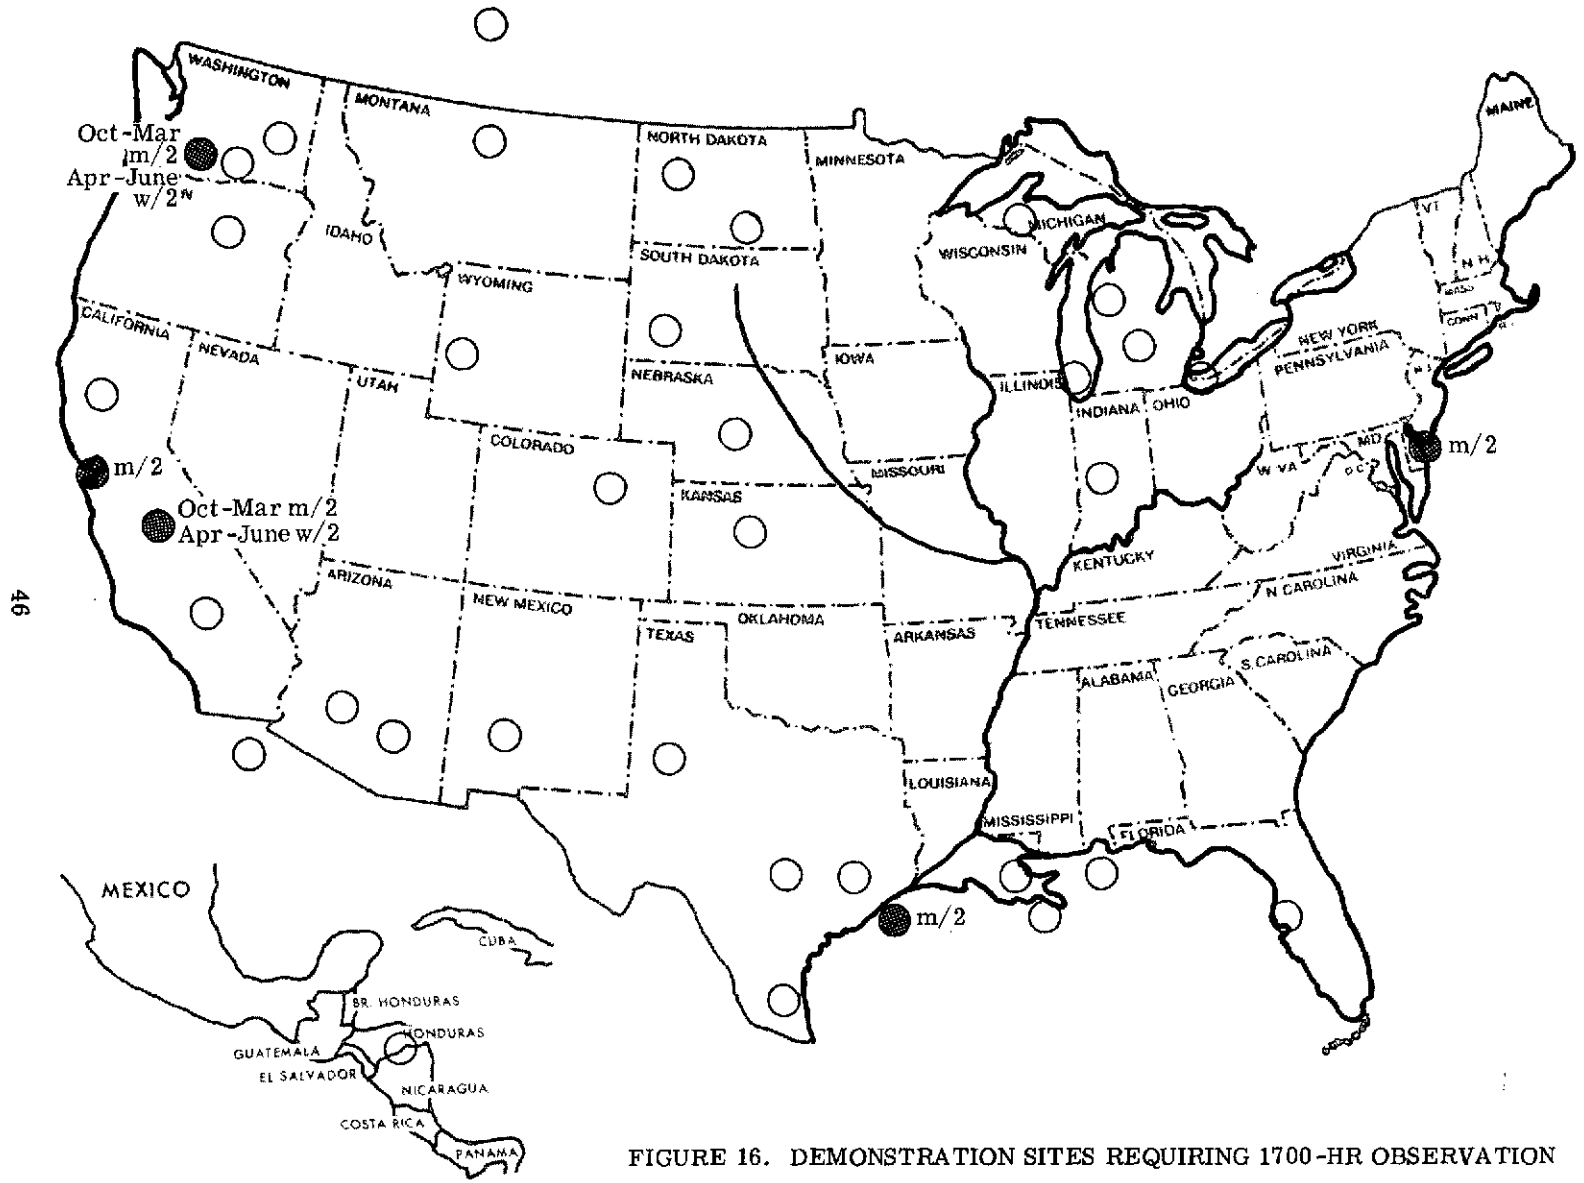 WASHINGTON
MONTANA
NORTH DAKOTA
MINNESOTA
MAINE
Oct-Mar
m/2
Apr-June
w/2
IDAHO
SOUTH DAKOTA
WISCONSIN
MICHIGAN
VT
N H
MASS
CONN
WYOMING
CALIFORNIA
NEVADA
UTAH
NEBRASKA
IOWA
ILLINOIS
INDIANA
OHIO
NEW YORK
PENNSYLVANIA
COLORADO
KANSAS
MISSOURI
W VA
MD
D C
m/2
m/2
Oct-Mar m/2
Apr-June w/2
KENTUCKY
VIRGINIA
ARIZONA
NEW MEXICO
TEXAS
OKLAHOMA
ARKANSAS
TENNESSEE
N CAROLINA
S.CAROLINA
ALABAMA
GEORGIA
LOUISIANA
MISSISSIPPI
FLORIDA
m/2
46
MEXICO
CUBA
BR. HONDURAS
HONDURAS
GUATEMALA
EL SALVADOR
NICARAGUA
COSTA RICA
PANAMA
FIGURE 16. DEMONSTRATION SITES REQUIRING 1700-HR OBSERVATION